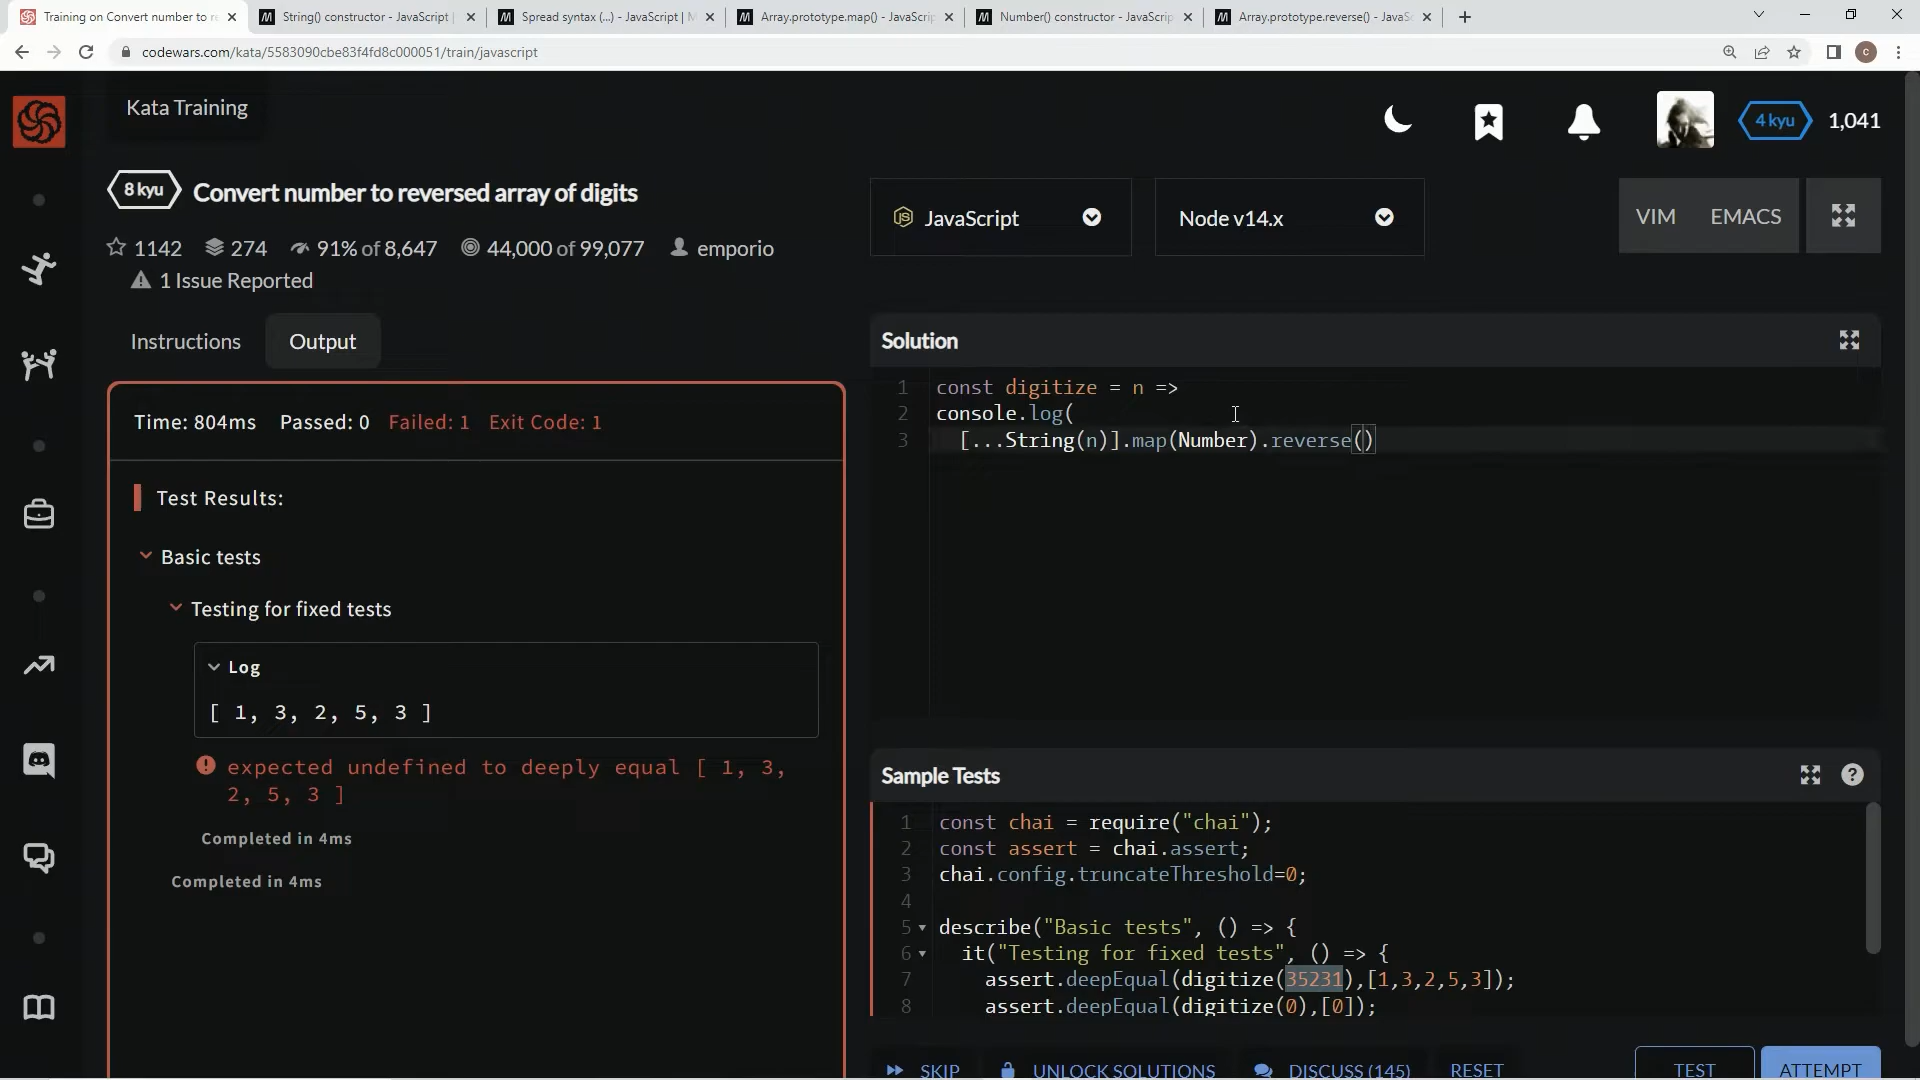 Training on Convert number to re
String() constructor - JavaScript |
Spread syntax (...) - JavaScript | M
Array.prototype.map() - JavaScrip
Number() constructor - JavaScrip
Array.prototype.reverse() - JavaSc
codewars.com/kata/5583090cbe83f4fd8c000051/train/javascript
C
Kata Training
4 kyu
1,041
8 kyu
Convert number to reversed array of digits
1142
274
91% of 8,647
44,000 of 99,077
emporio
1 Issue Reported
JavaScript
Node v14.x
VIM
EMACS
Instructions
Output
Time: 804ms Passed: 0 Failed: 1 Exit Code: 1
Test Results:
Basic tests
Testing for fixed tests
Log
[ 1, 3, 2, 5, 3 ]
expected undefined to deeply equal [ 1, 3,
2, 5, 3 ]
Completed in 4ms
Completed in 4ms
Solution
1 const digitize = n =>
2 console.log(
3 [...String(n)].map(Number).reverse()
Sample Tests
?
1 const chai = require("chai");
2 const assert = chai.assert;
3 chai.config.truncateThreshold=0;
4
5 describe("Basic tests", () => {
6 it("Testing for fixed tests", () => {
7 assert.deepEqual(digitize(35231),[1,3,2,5,3]);
8 assert.deepEqual(digitize(0),[0]);
SKIP
UNLOCK SOLUTIONS
DISCUSS (145)
RESET
TEST
ATTEMPT